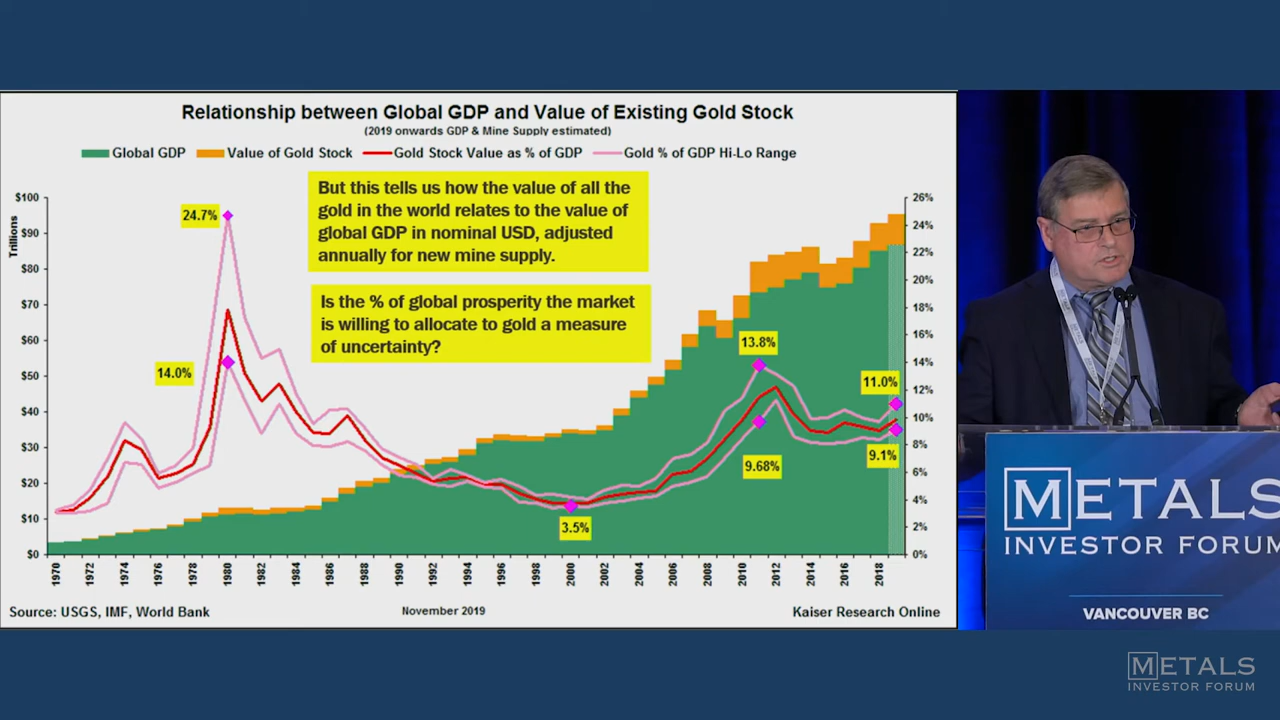 Relationship between Global GDP and Value of Existing Gold Stock
(2019 onwards GDP & Mine Supply estimated)
Global GDP Value of Gold Stock Gold Stock Value as % of GDP Gold % of GDP Hi-Lo Range
But this tells us how the value of all the
gold in the world relates to the value of
global GDP in nominal USD, adjusted
annually for new mine supply.
Is the % of global prosperity the market
is willing to allocate to gold a measure
of uncertainty?
Trillions
$100
$90
$80
$70
$60
$50
$40
$30
$20
$10
$0
24.7%
14.0%
3.5%
13.8%
9.68%
11.0%
9.1%
26%
24%
22%
20%
18%
16%
14%
12%
10%
8%
6%
4%
2%
0%
1970 1972 1974 1976 1978 1980 1982 1984 1986 1988 1990 1992 1994 1996 1998 2000 2002 2004 2006 2008 2010 2012 2014 2016 2018
Source: USGS, IMF, World Bank November 2019 Kaiser Research Online
METALS
INVESTOR FORUM
VANCOUVER BC
METALS
INVESTOR FORUM